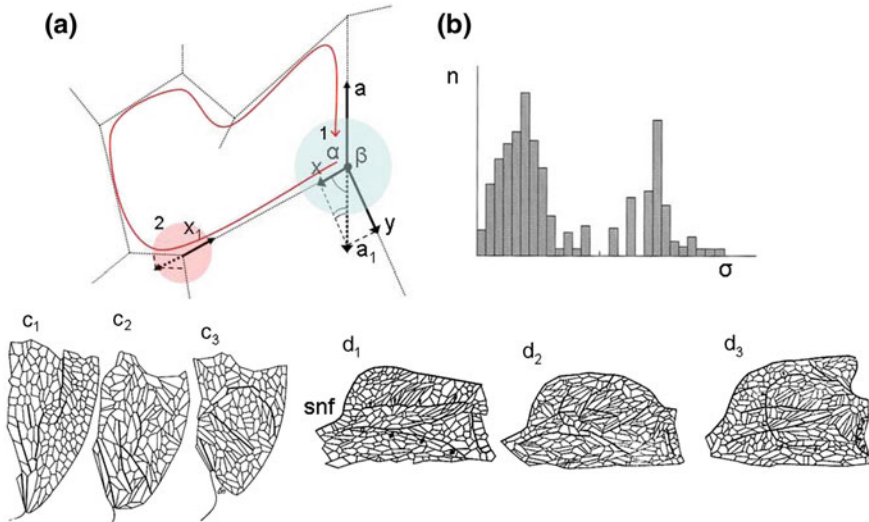 (a)
(b)
a
n
1
α
β
x
2
x₁
y
a₁
σ
c₁
c₂
c₃
d₁
d₂
d₃
snf